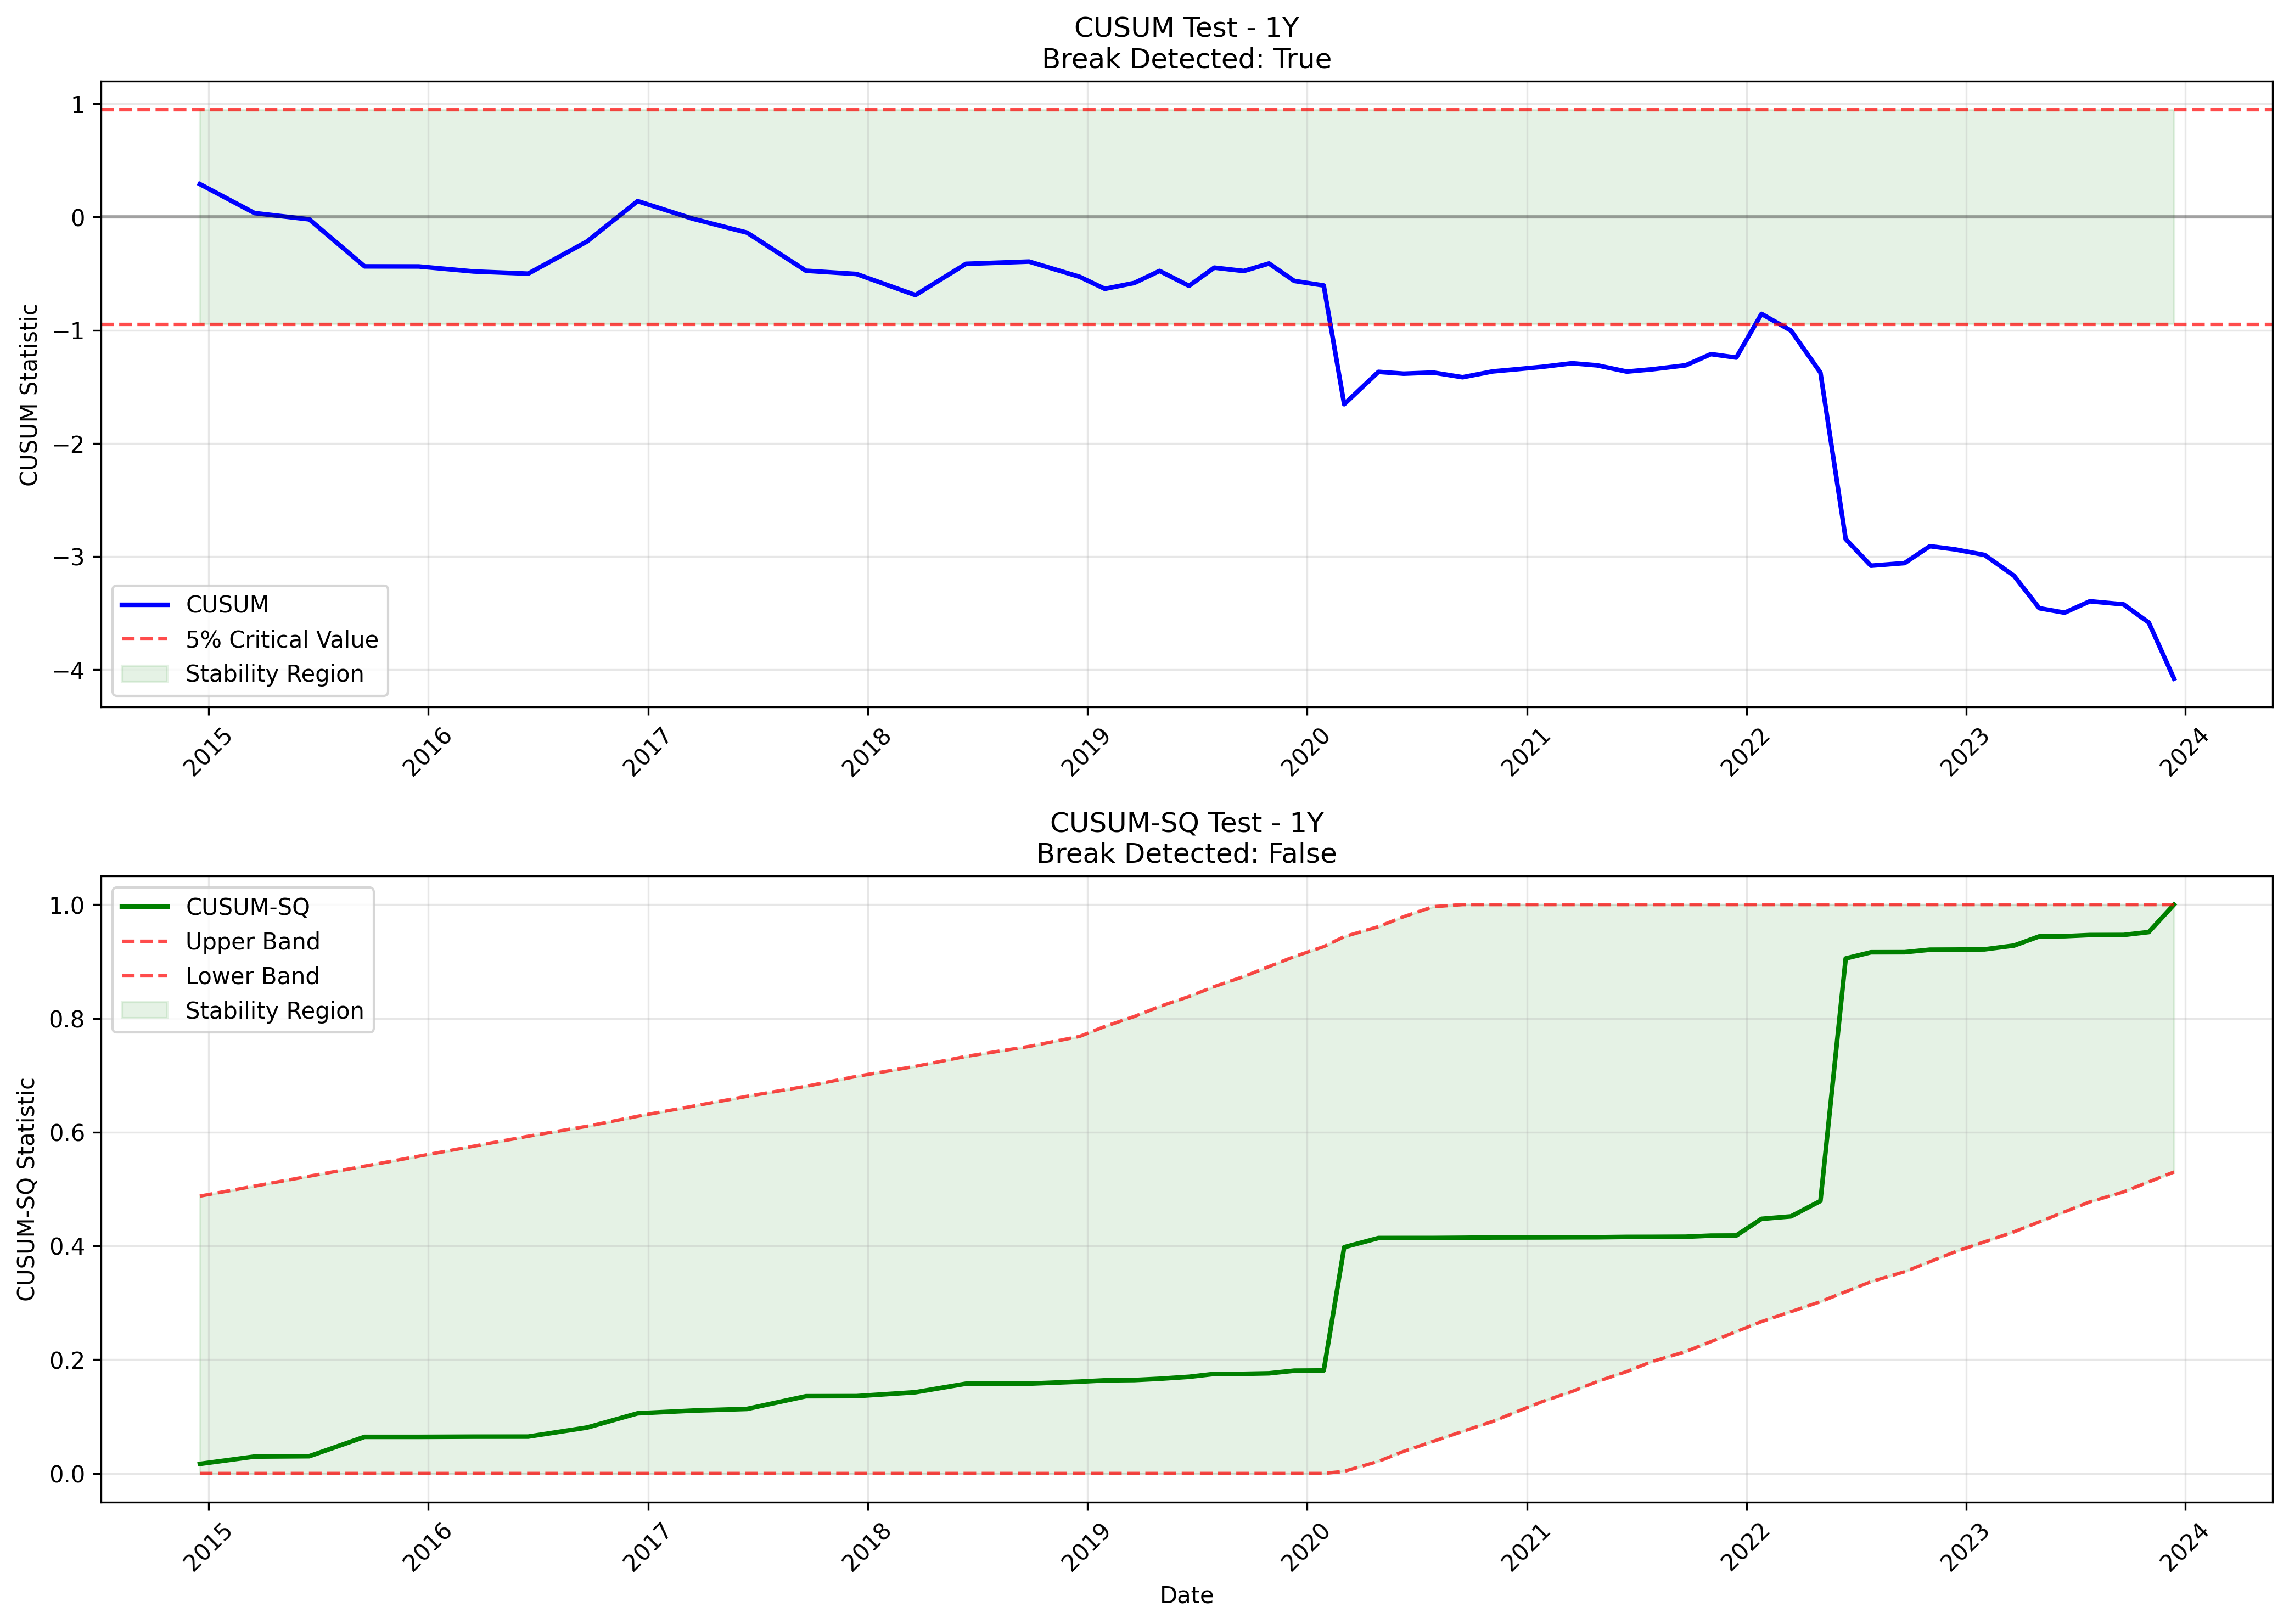 CUSUM Test - 1Y
Break Detected: True
CUSUM Statistic
1
0
−1
−2
−3
−4
CUSUM
5% Critical Value
Stability Region
2015
2016
2017
2018
2019
2020
2021
2022
2023
2024
CUSUM-SQ Test - 1Y
Break Detected: False
CUSUM-SQ Statistic
1.0
0.8
0.6
0.4
0.2
0.0
CUSUM-SQ
Upper Band
Lower Band
Stability Region
2015
2016
2017
2018
2019
2020
2021
2022
2023
2024
Date